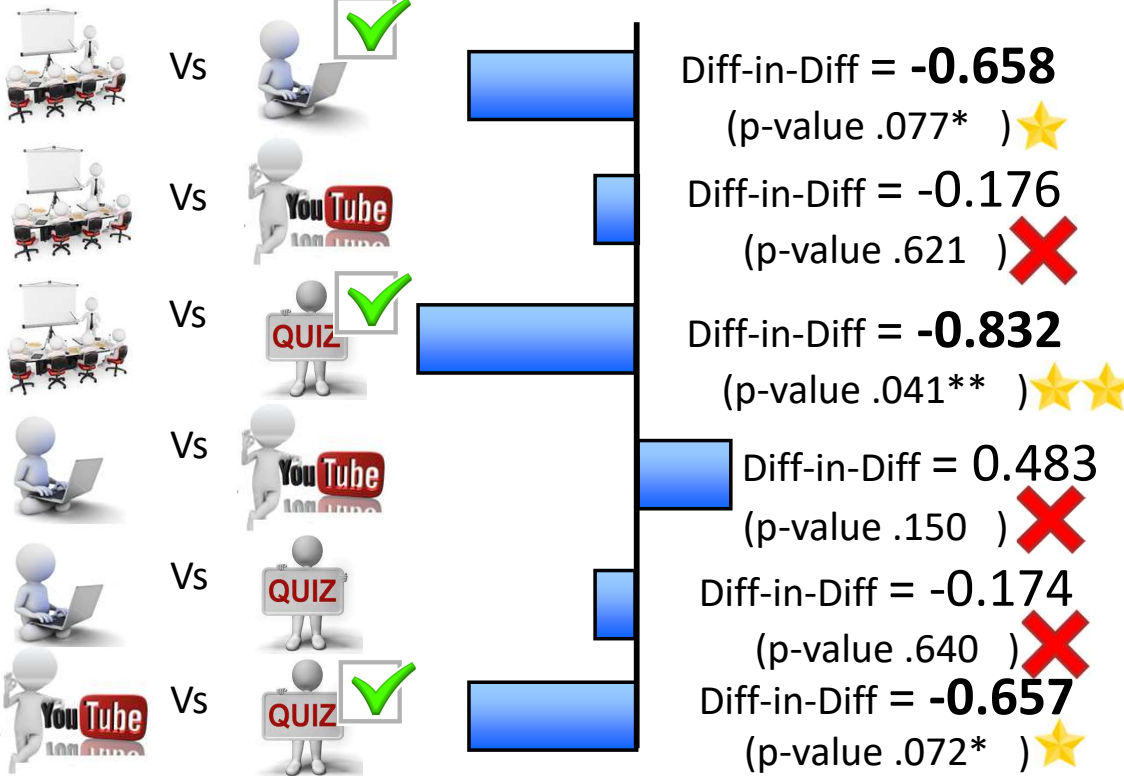 Vs
Diff-in-Diff = -0.658
(p-value .077* )
Vs
YouTube
Diff-in-Diff = -0.176
(p-value .621 )
Vs
QUIZ
Diff-in-Diff = -0.832
(p-value .041** )
Vs
YouTube
Diff-in-Diff = 0.483
(p-value .150 )
Vs
QUIZ
Diff-in-Diff = -0.174
(p-value .640 )
YouTube
Vs
QUIZ
Diff-in-Diff = -0.657
(p-value .072* )